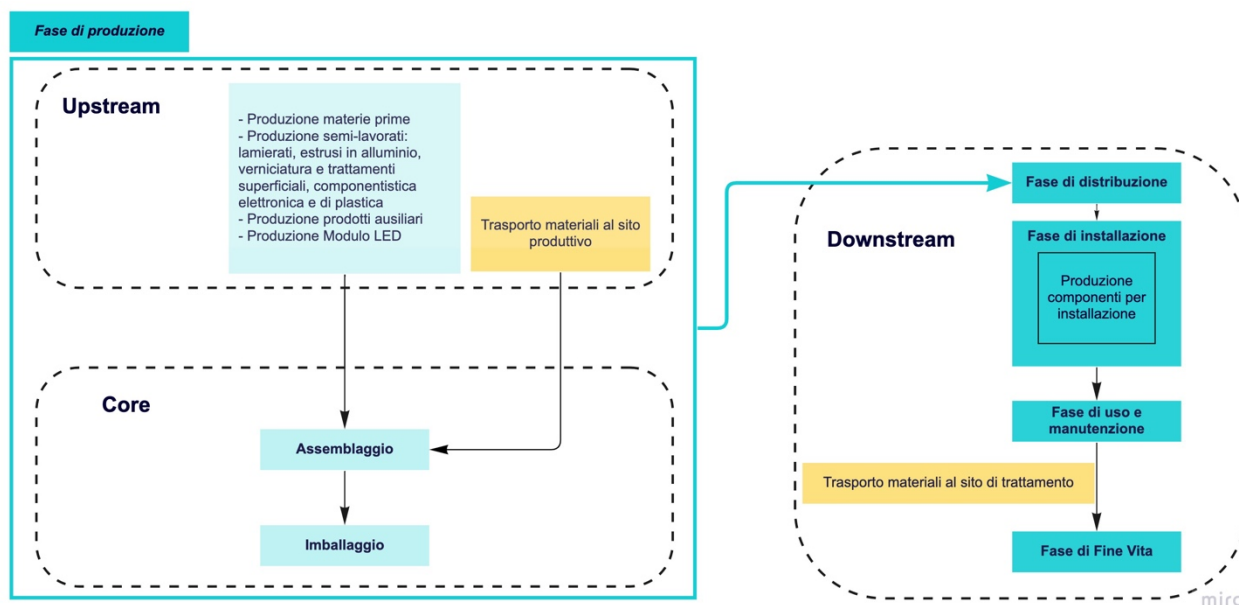 Fase di produzione
Upstream
- Produzione materie prime
- Produzione semi-lavorati:
lamierati, estrusi in alluminio,
verniciatura e trattamenti
superficiali, componentistica
elettronica e di plastica
- Produzione prodotti ausiliari
- Produzione Modulo LED
Trasporto materiali al sito
produttivo
Core
Assemblaggio
Imballaggio
Downstream
Fase di distribuzione
Fase di installazione
Produzione
componenti per
installazione
Fase di uso e
manutenzione
Trasporto materiali al sito di trattamento
Fase di Fine Vita